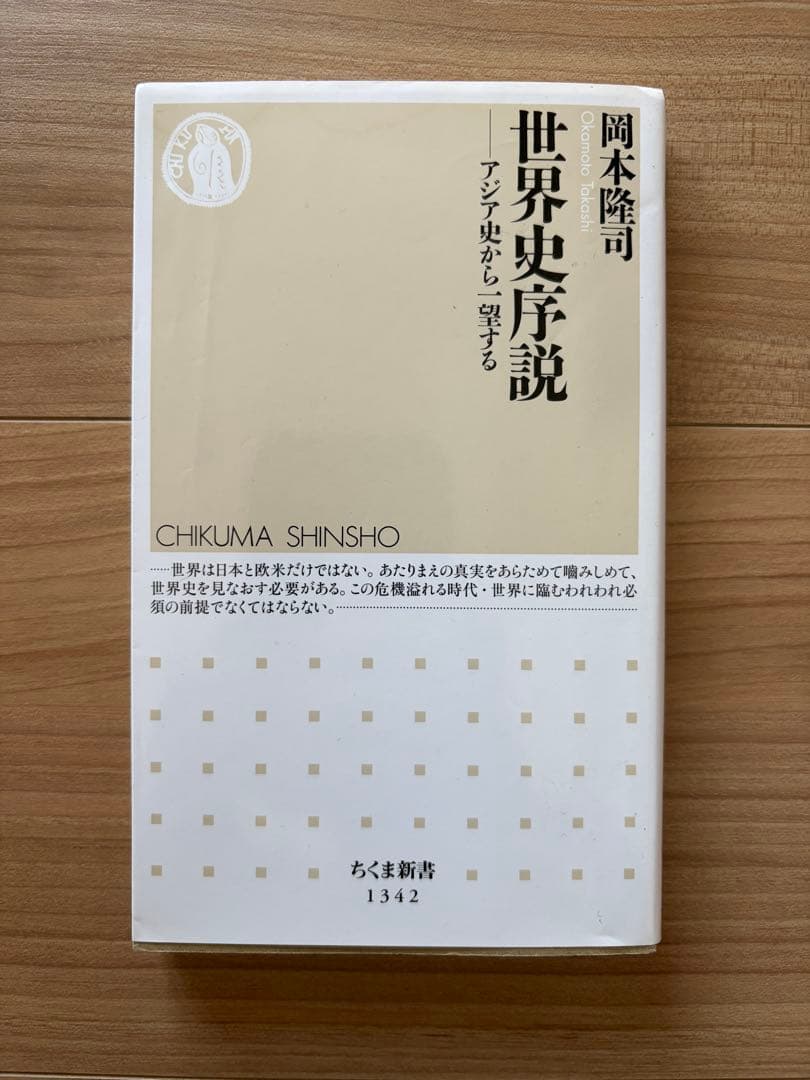 岡本隆司
Okamoto Takashi
世界史序説
──アジア史から一望する
CHIKUMA SHINSHO
……世界は日本と欧米だけではない。あたりまえの真実をあらためて嚙みしめて、
世界史を見なおす必要がある。この危機溢れる時代・世界に臨むわれわれ必
須の前提でなくてはならない。……………………………………………………
ちくま新書
1342